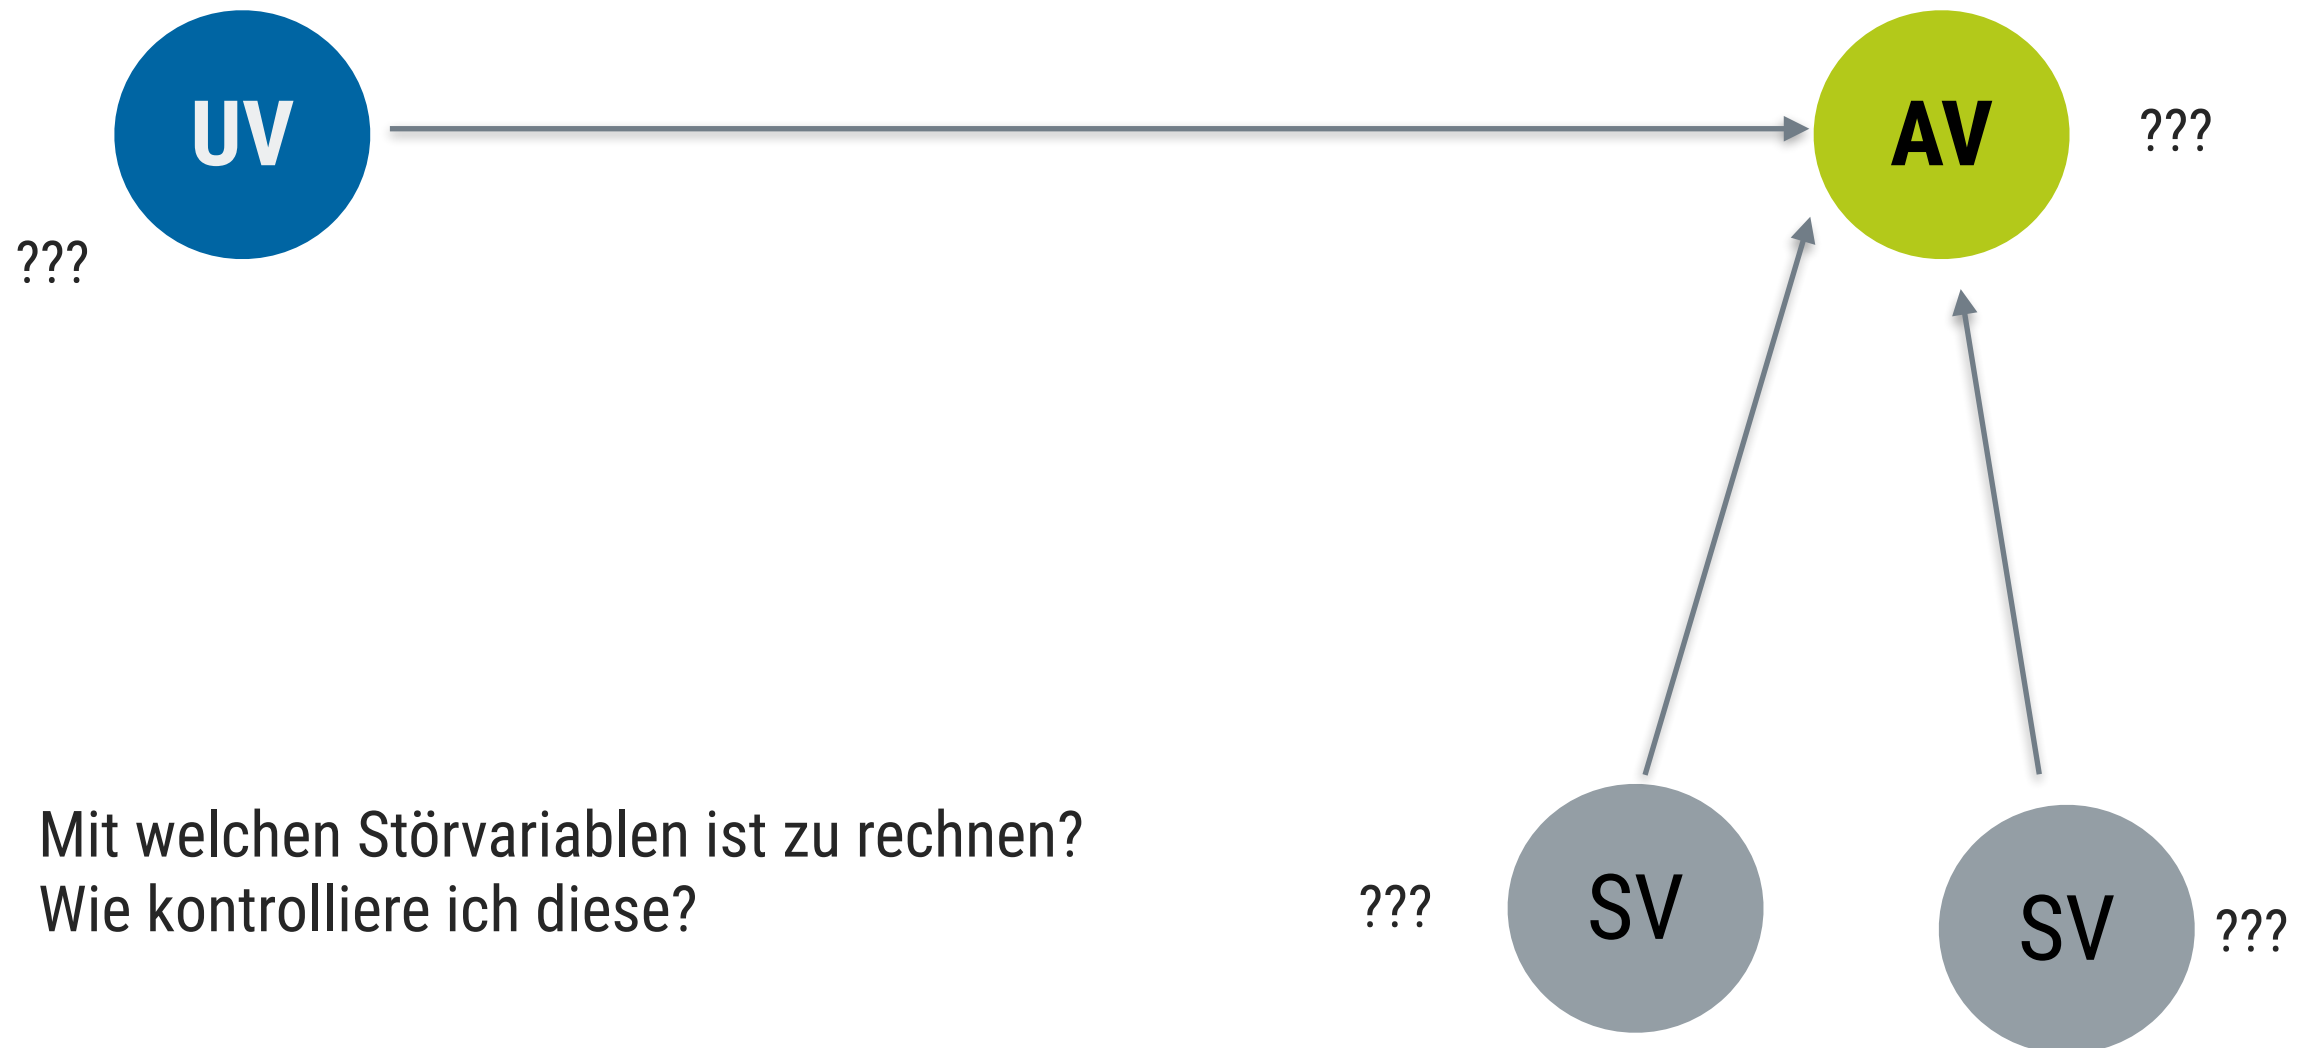 UV
AV
???
???
Mit welchen Störvariablen ist zu rechnen?
Wie kontrolliere ich diese?
???
SV
SV
???